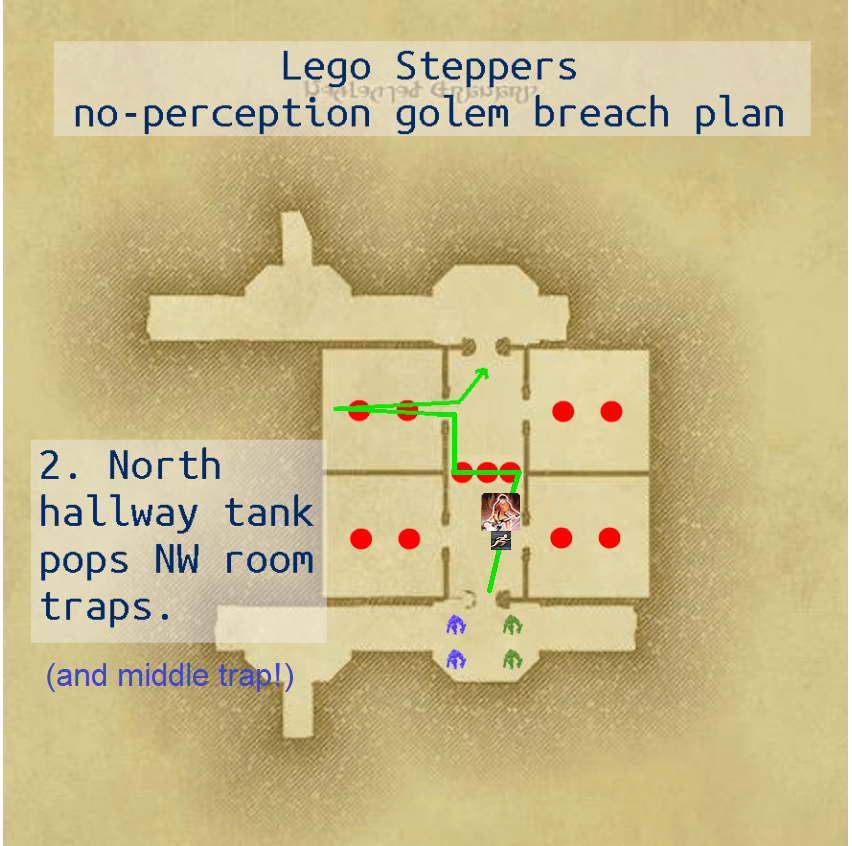 Lego Steppers
no-perception golem breach plan
2. North
hallway tank
pops NW room
traps.
(and middle trap!)